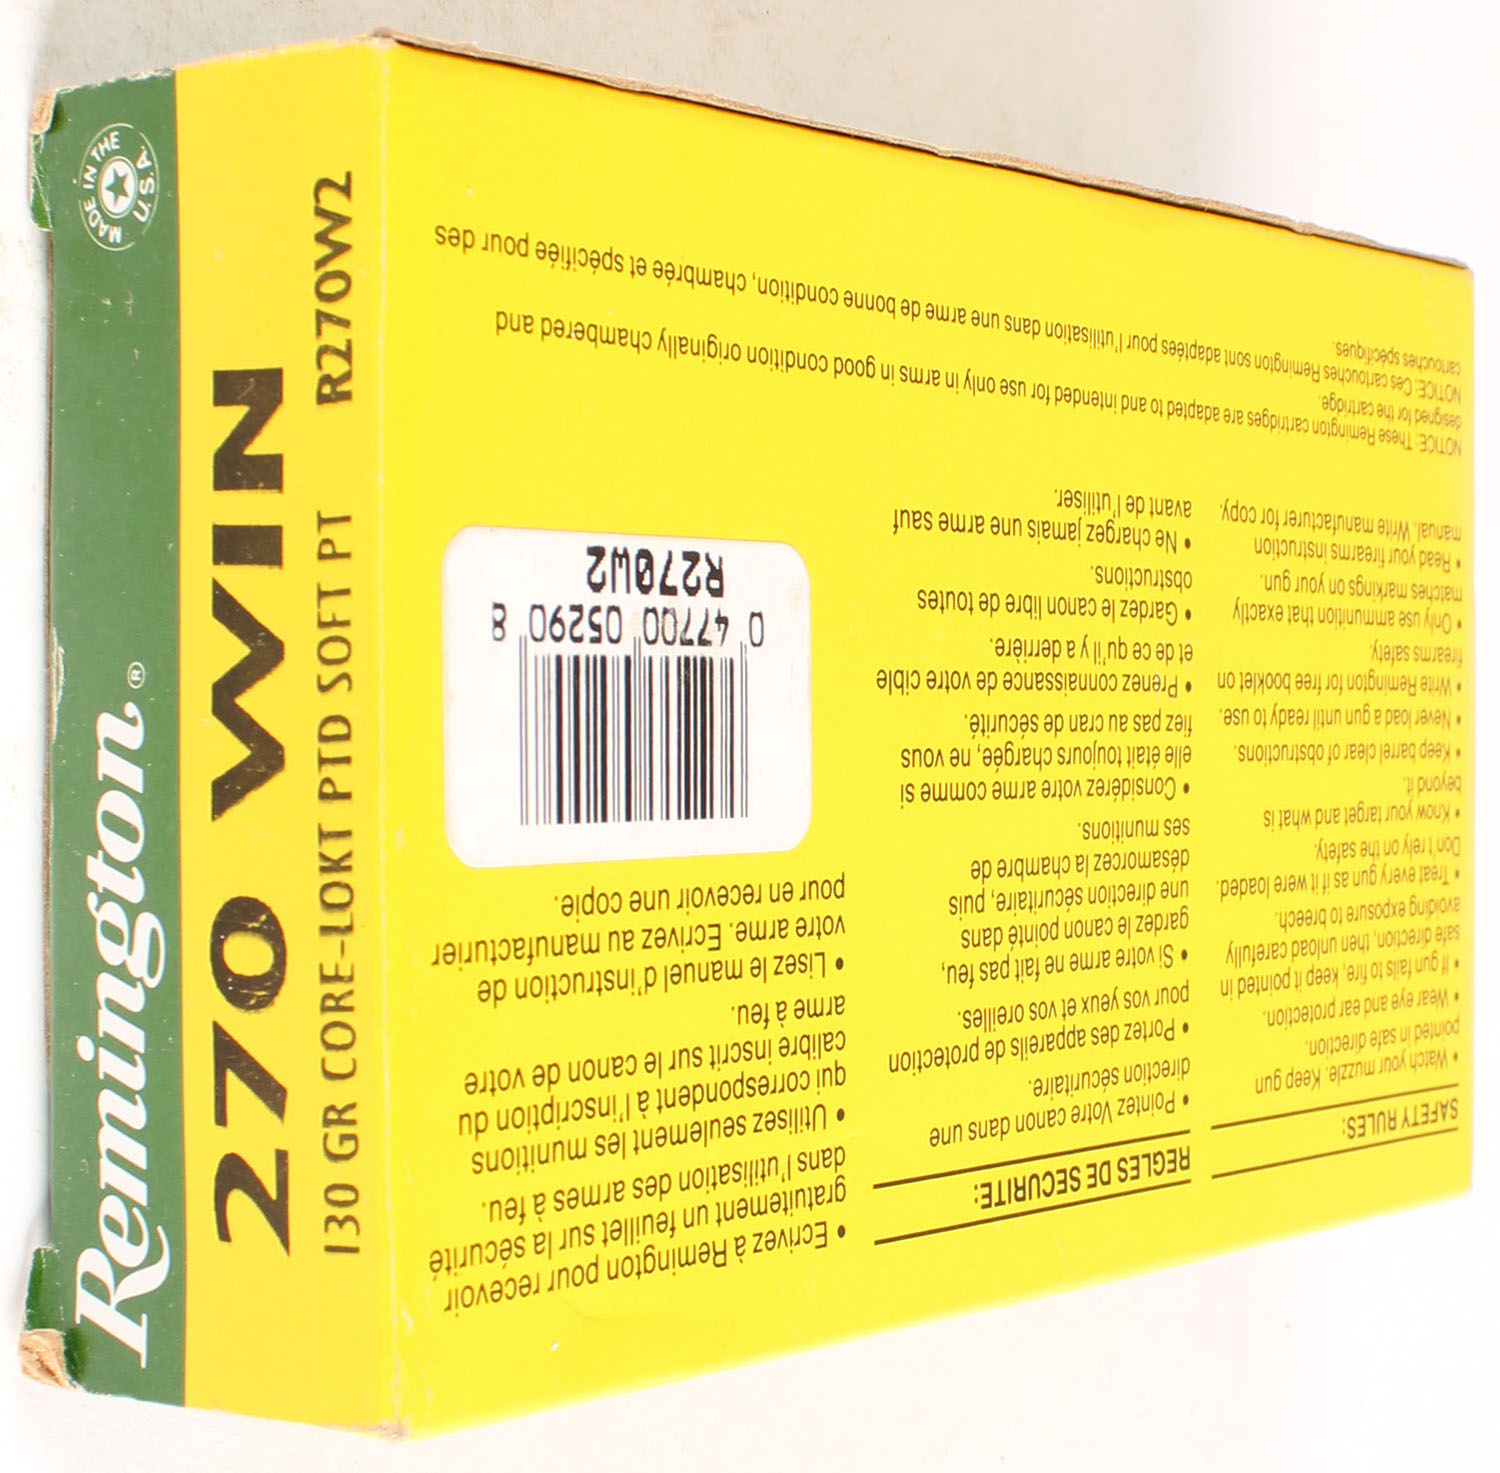 Remington®
MADE IN THE U.S.A.
270 WIN
130 GR CORE-LOKT PTD SOFT PT R270W2
SAFETY RULES:
• Watch your muzzle. Keep gun
pointed in safe direction.
• Wear eye and ear protection.
• If gun fails to fire, keep it pointed in
safe direction, then unload carefully
avoiding exposure to breech.
• Treat every gun as if it were loaded.
Don't rely on the safety.
• Know your target and what is
beyond it.
• Keep barrel clear of obstructions.
• Never load a gun until ready to use.
• Write Remington for free booklet on
firearms safety.
• Only use ammunition that exactly
matches markings on your gun.
• Read your firearms instruction
manual. Write manufacturer for copy.
REGLES DE SECURITE:
• Pointez Votre canon dans une
direction sécuritaire.
• Portez des appareils de protection
pour vos yeux et vos oreilles.
• Si votre arme ne fait pas feu,
gardez le canon pointé dans
une direction sécuritaire, puis
désamorcez la chambre de
ses munitions.
• Considérez votre arme comme si
elle était toujours chargée, ne vous
fiez pas au cran de sécurité.
• Prenez connaissance de votre cible
et de ce qu'il y a derrière.
• Gardez le canon libre de toutes
obstructions.
• Ne chargez jamais une arme sauf
avant de l'utiliser.
• Ecrivez à Remington pour recevoir
gratuitement un feuillet sur la sécurité
dans l'utilisation des armes à feu.
• Utilisez seulement les munitions
qui correspondent à l'inscription du
calibre inscrit sur le canon de votre
arme à feu.
• Lisez le manuel d'instruction de
votre arme. Ecrivez au manufacturier
pour en recevoir une copie.
0 47700 05290 8
R270W2
NOTICE: These Remington cartridges are adapted to and intended for use only in arms in good condition originally chambered and
designed for the cartridge.
NOTICE: Ces cartouches Remington sont adaptées pour l'utilisation dans une arme de bonne condition, chambrée et spécifiée pour des
cartouches spécifiques.